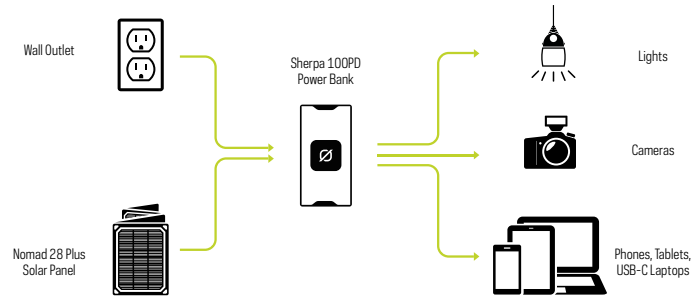 Wall Outlet
Sherpa 100PD
Power Bank
Lights
Cameras
Nomad 28 Plus
Solar Panel
Phones, Tablets,
USB-C Laptops